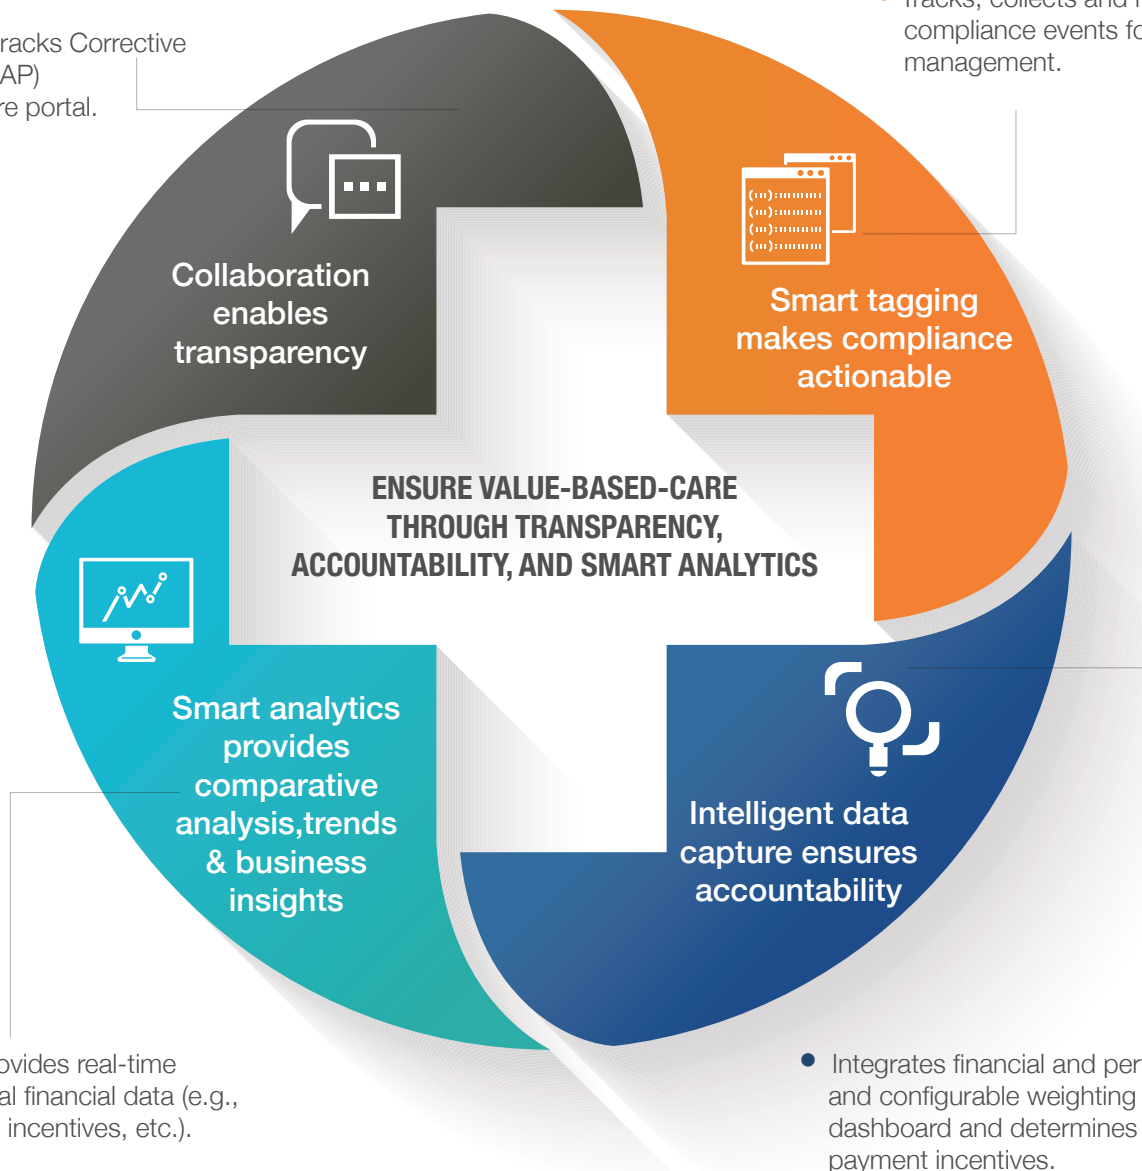 racks Corrective
AP)
re portal.
Tracks, collects and
compliance events
management.
Collaboration
enables
transparency
(m):
(m):
(m):
(m):
Smart tagging
makes compliance
actionable
ENSURE VALUE-BASED-CARE
THROUGH TRANSPARENCY,
ACCOUNTABILITY, AND SMART ANALYTICS
Smart analytics
provides
comparative
analysis,trends
& business
insights
Intelligent data
capture ensures
accountability
ovides real-time
al financial data (e.g.,
incentives, etc.).
• Integrates financial and per
and configurable weighting
dashboard and determines
payment incentives.